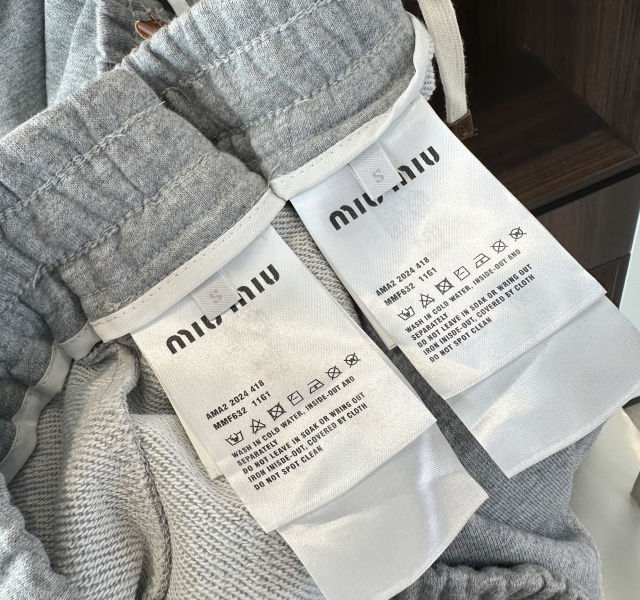 S
miu miu
AMA2 2024 418
MMF632 11G1
WASH IN COLD WATER, INSIDE-OUT AND
SEPARATELY
DO NOT LEAVE IN SOAK OR WRING OUT
IRON INISDE-OUT, COVERED BY CLOTH
DO NOT SPOT CLEAN
S
miu miu
AMA2 2024 418
MMF632 11G1
WASH IN COLD WATER, INSIDE-OUT AND
SEPARATELY
DO NOT LEAVE IN SOAK OR WRING OUT
IRON INISDE-OUT, COVERED BY CLOTH
DO NOT SPOT CLEAN